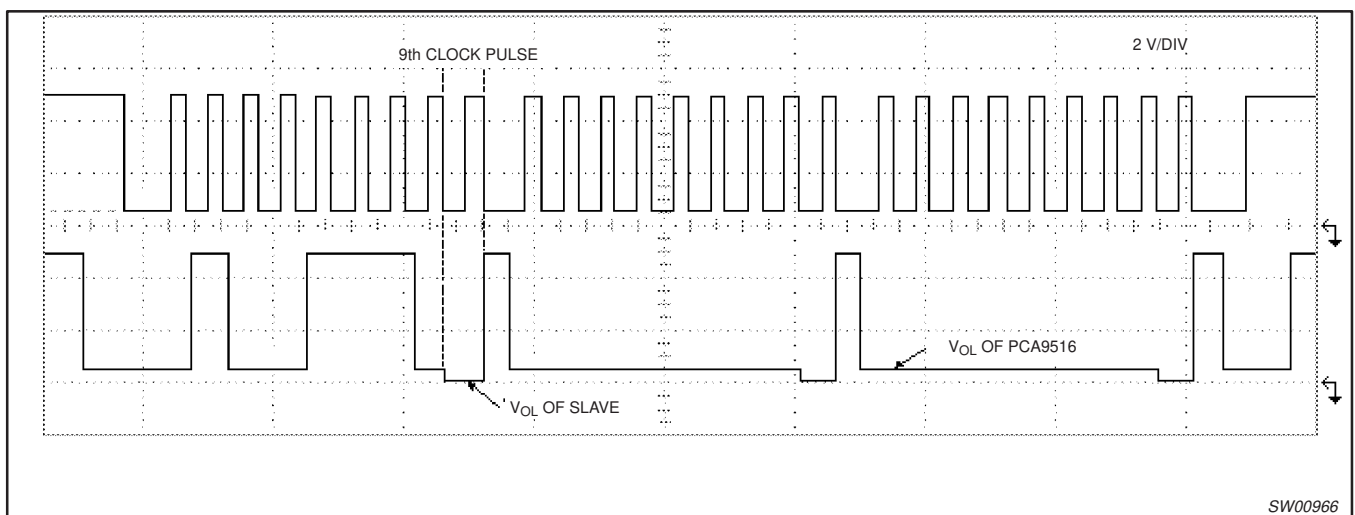 2 V/DIV
9th CLOCK PULSE
VOL OF PCA9516
VOL OF SLAVE
SW00966